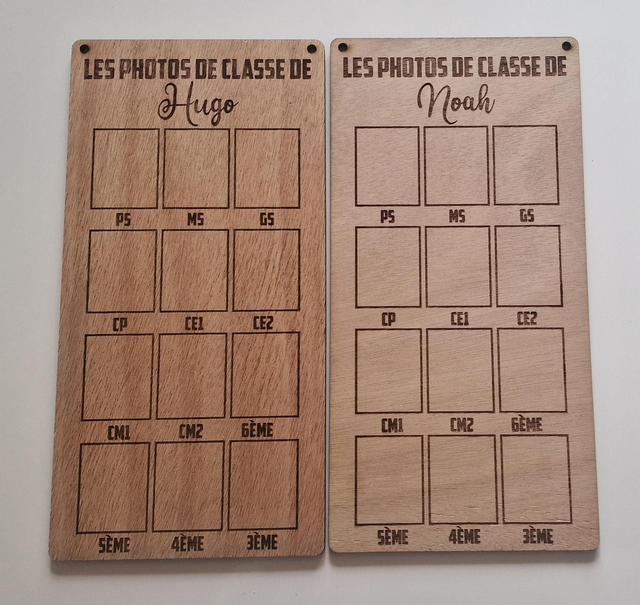 LES PHOTOS DE CLASSE DE
Hugo
PS MS GS
CP CE1 CE2
CM1 CM2 6ÈME
5ÈME 4ÈME 3ÈME
LES PHOTOS DE CLASSE DE
Noah
PS MS GS
CP CE1 CE2
CM1 CM2 6ÈME
5ÈME 4ÈME 3ÈME